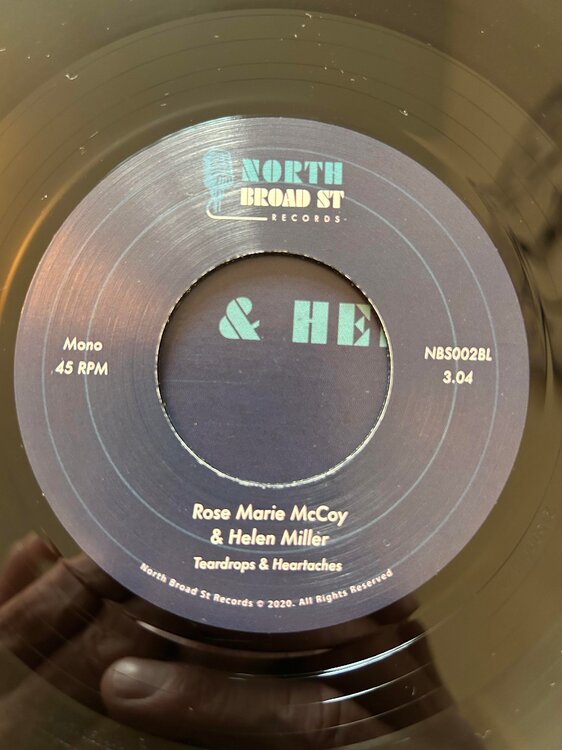 NORTH
BROAD ST
RECORDS
& HE
Mono
45 RPM
NBS002BL
3.04
Rose Marie McCoy
& Helen Miller
Teardrops & Heartaches
North Broad St Records © 2020. All Rights Reserved